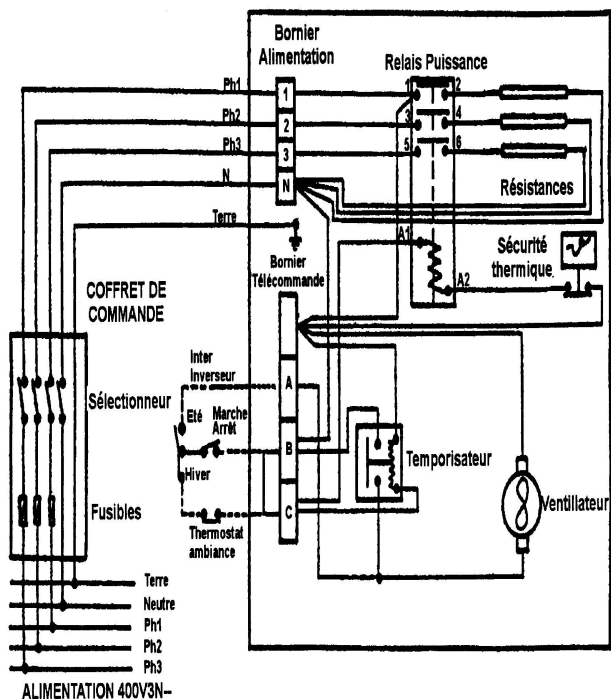 Bornier
Alimentation
Relais Puissance
Ph1
1
1
2
Ph2
2
3
4
Ph3
3
5
6
N
N
Résistances
Terre
A1
Sécurité
thermique
Bornier
Télécommande
A2
COFFRET DE
COMMANDE
Inter
Inverseur
A
Sélectionneur
Eté
Marche
Arrêt
B
Temporisateur
Hiver
Ventillateur
Fusibles
C
Thermostat
ambiance
Terre
Neutre
Ph1
Ph2
Ph3
ALIMENTATION 400V3N~